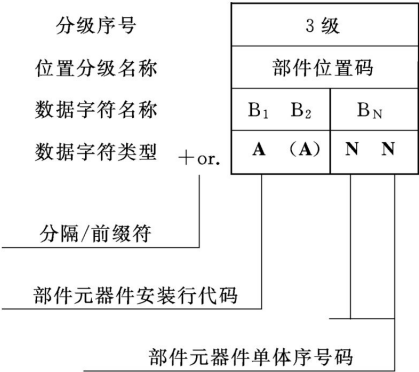 分级序号 3级
位置分级名称 部件位置码
数据字符名称 B₁ B₂ B_N
数据字符类型 +or. A (A) N N
分隔/前缀符
部件元器件安装行代码
部件元器件单体序号码